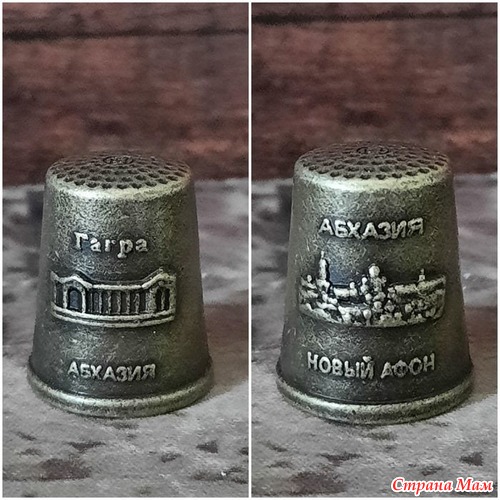 Гагра
АБХАЗИЯ
АБХАЗИЯ
НОВЫЙ АФОН
Страна Мам